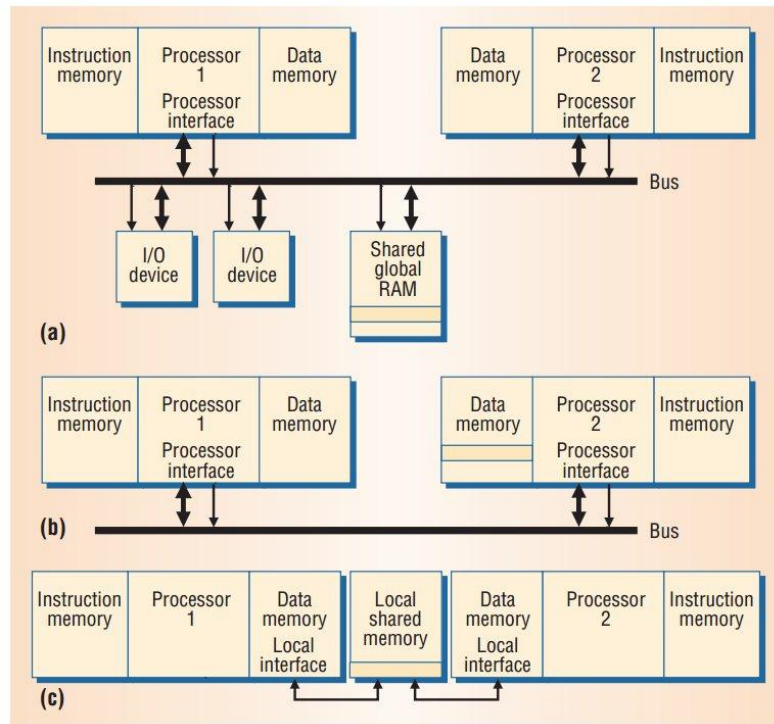 Instruction
memory
Processor
1
Processor
interface
Data
memory
Data
memory
Processor
2
Processor
interface
Instruction
memory
Bus
I/O
device
I/O
device
Shared
global
RAM
(a)
Instruction
memory
Processor
1
Processor
interface
Data
memory
Data
memory
Processor
2
Processor
interface
Instruction
memory
(b)
Bus
Instruction
memory
Processor
1
Data
memory
Local
interface
Local
shared
memory
Data
memory
Local
interface
Processor
2
Instruction
memory
(c)